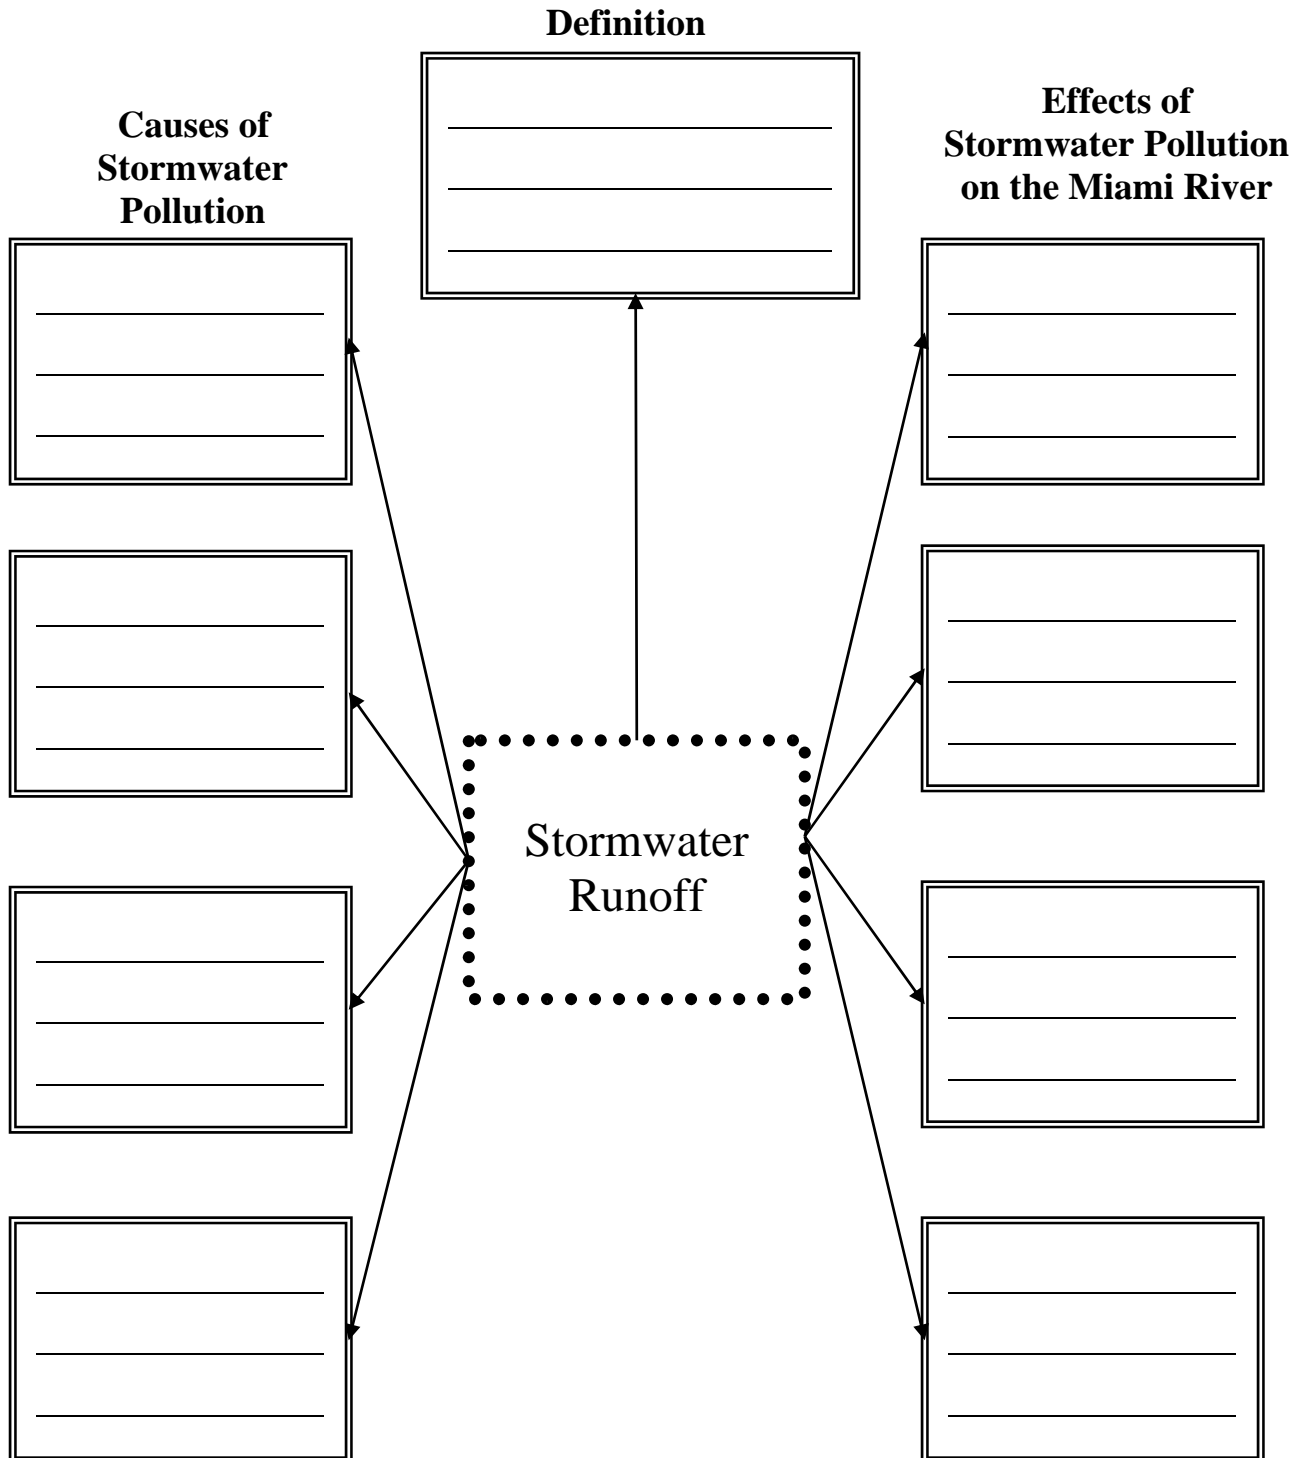 Definition
Causes of
Stormwater
Pollution
Effects of
Stormwater Pollution
on the Miami River
Stormwater
Runoff